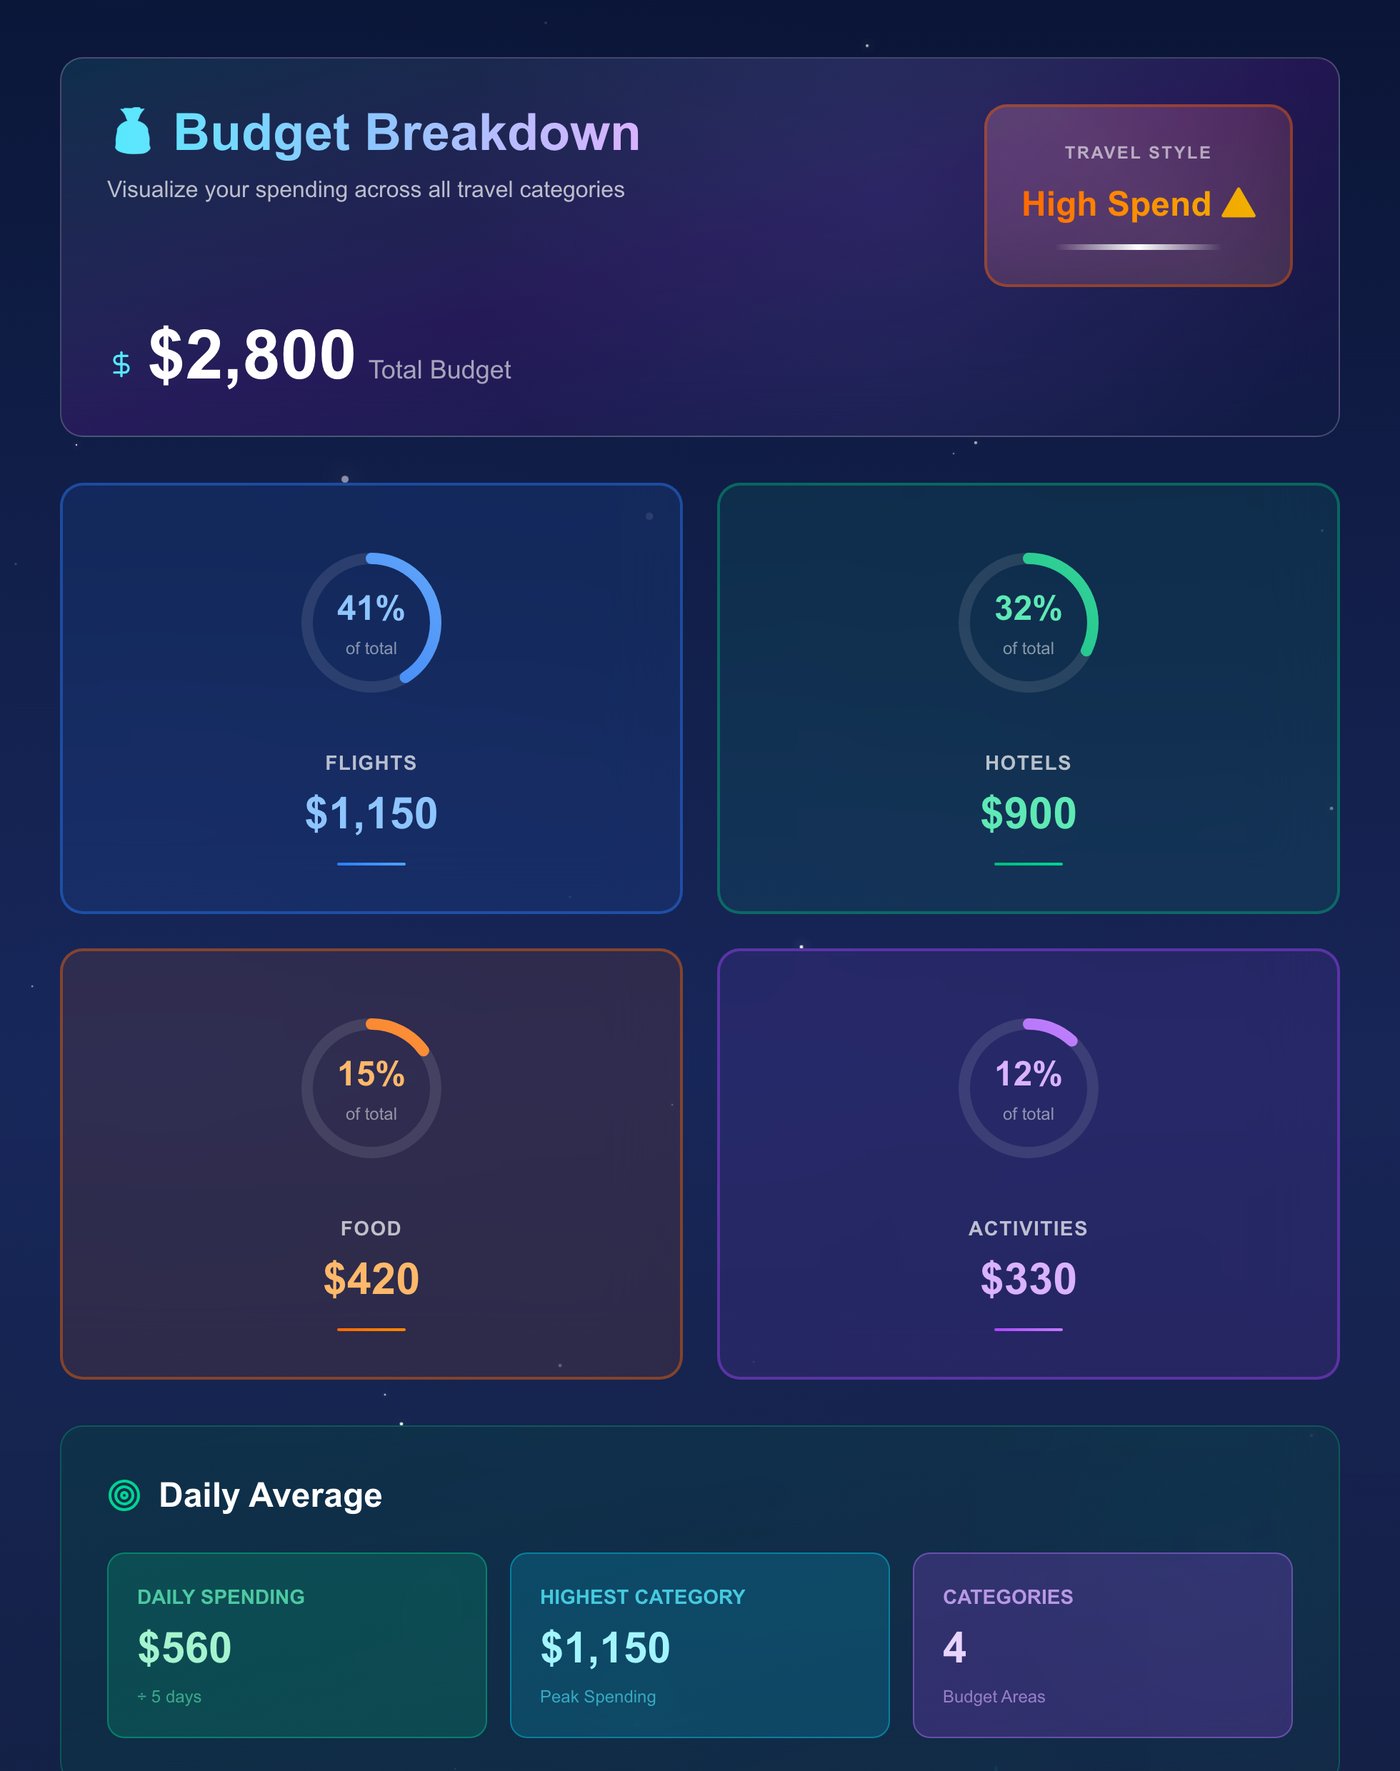 Budget Breakdown
Visualize your spending across all travel categories
TRAVEL STYLE
High Spend
$2,800 Total Budget
41%
of total
FLIGHTS
$1,150
32%
of total
HOTELS
$900
15%
of total
FOOD
$420
12%
of total
ACTIVITIES
$330
Daily Average
DAILY SPENDING
$560
÷ 5 days
HIGHEST CATEGORY
$1,150
Peak Spending
CATEGORIES
4
Budget Areas